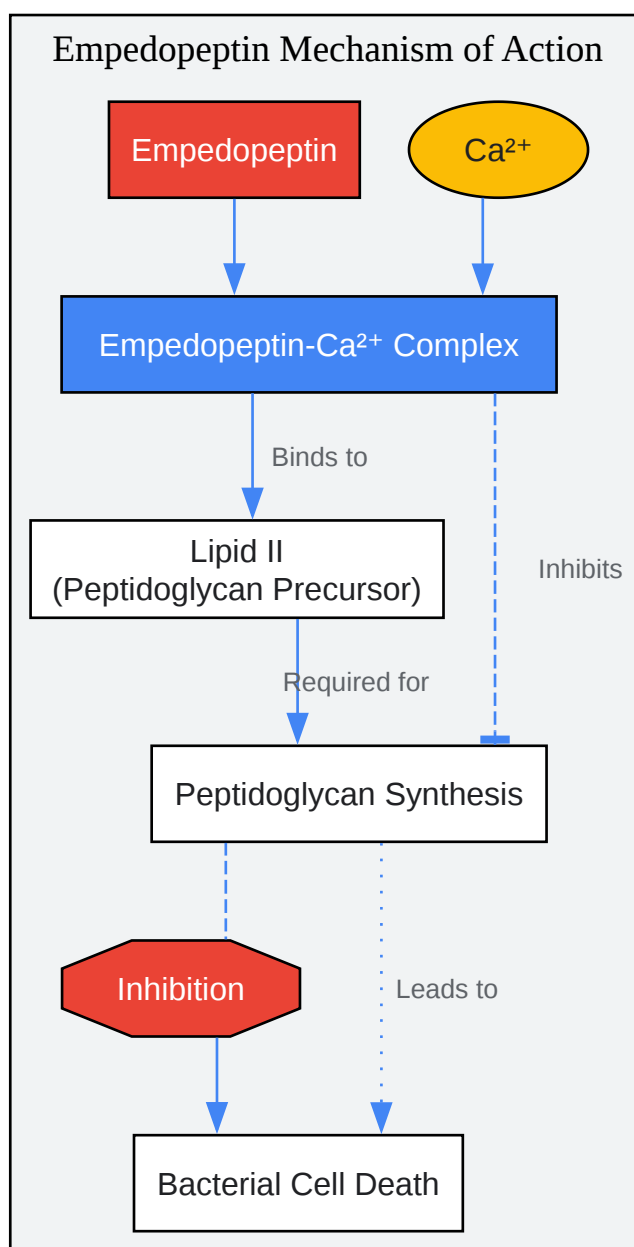 Empedopeptin Mechanism of Action
Empedopeptin
Ca²⁺
Empedopeptin-Ca²⁺ Complex
Binds to
Lipid II
(Peptidoglycan Precursor)
Inhibits
Required for
Peptidoglycan Synthesis
Inhibition
Leads to
Bacterial Cell Death